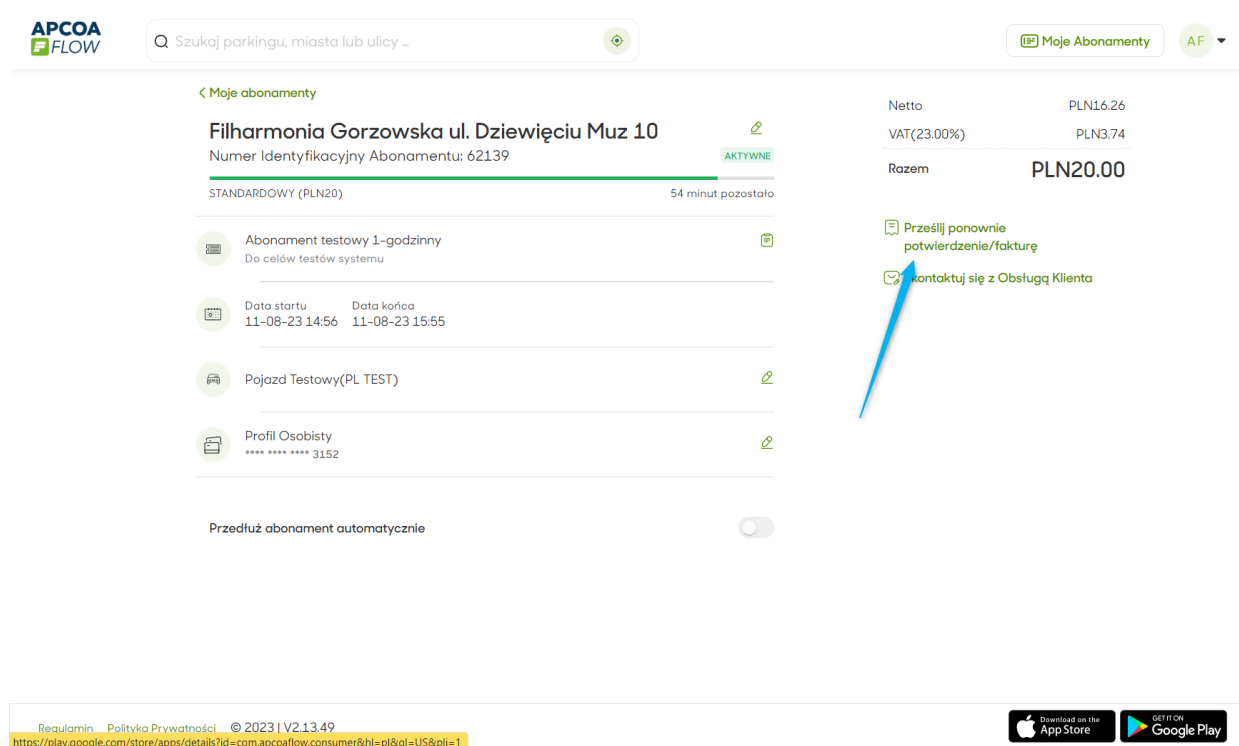 APCOA
FLOW
Szukaj parkingu, miasta lub ulicy ...
Moje Abonamenty
AF
Moje abonamenty
Filharmonia Gorzowska ul. Dziewięciu Muz 10
Numer Identyfikacyjny Abonamentu: 62139
AKTYWNE
STANDARDOWY (PLN20)
54 minut pozostało
Abonament testowy 1-godzinny
Do celów testów systemu
Data startu
Data końca
11-08-23 14:56
11-08-23 15:55
Pojazd Testowy(PL TEST)
Profil Osobisty
**** **** **** 3152
Przedłuż abonament automatycznie
Netto
PLN16.26
VAT(23.00%)
PLN3.74
Razem
PLN20.00
Prześlij ponownie
potwierdzenie/fakturę
kontaktuj się z Obsługą Klienta
Regulamin
Polityka Prywatności
© 2023 | V2.13.49
https://play.google.com/store/apps/details?id=com.apcoaflow.consumer&hl=pl&gl=US&pli=1
Download on the
App Store
GET IT ON
Google Play